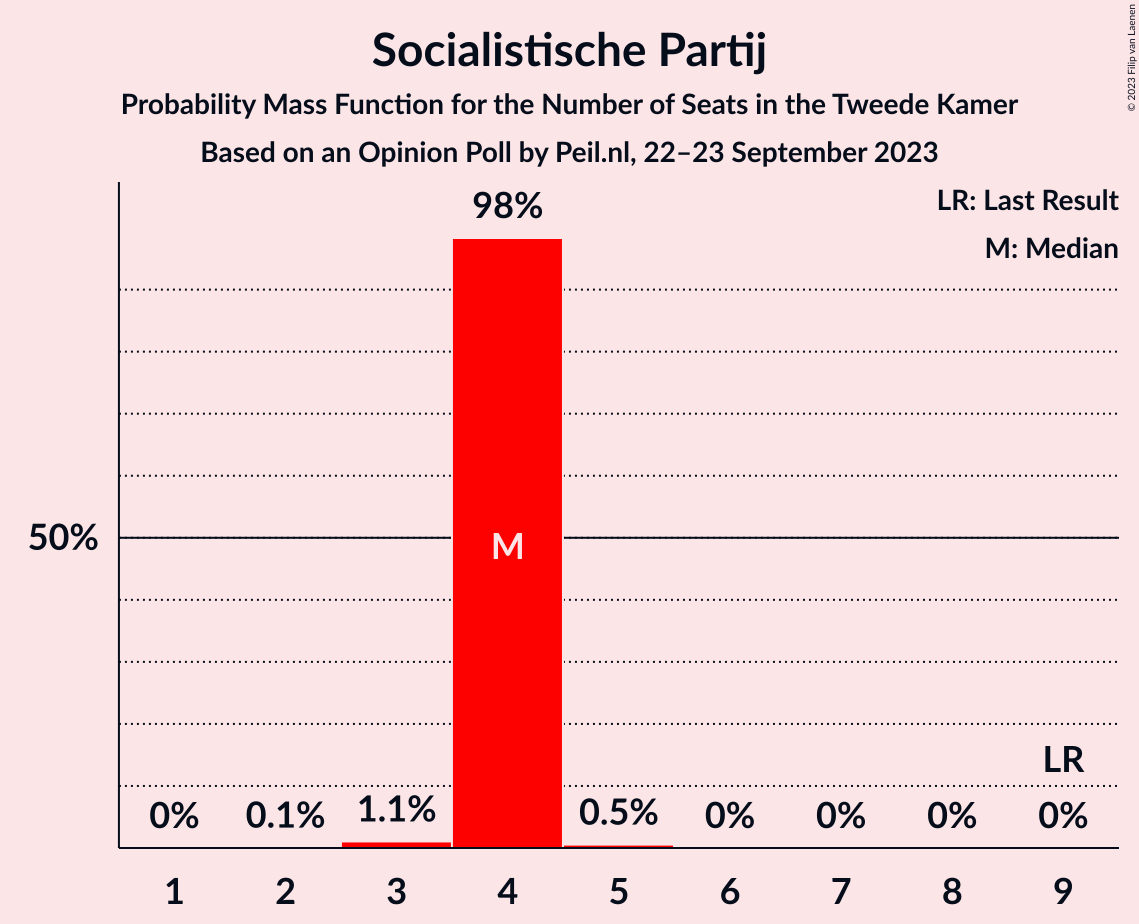 Socialistische Partij
Probability Mass Function for the Number of Seats in the Tweede Kamer
Based on an Opinion Poll by Peil.nl, 22–23 September 2023
© 2023 Filip van Laenen
LR: Last Result
M: Median
98%
50%
M
LR
0% 0.1% 1.1% 0.5% 0% 0% 0% 0%
1 2 3 4 5 6 7 8 9